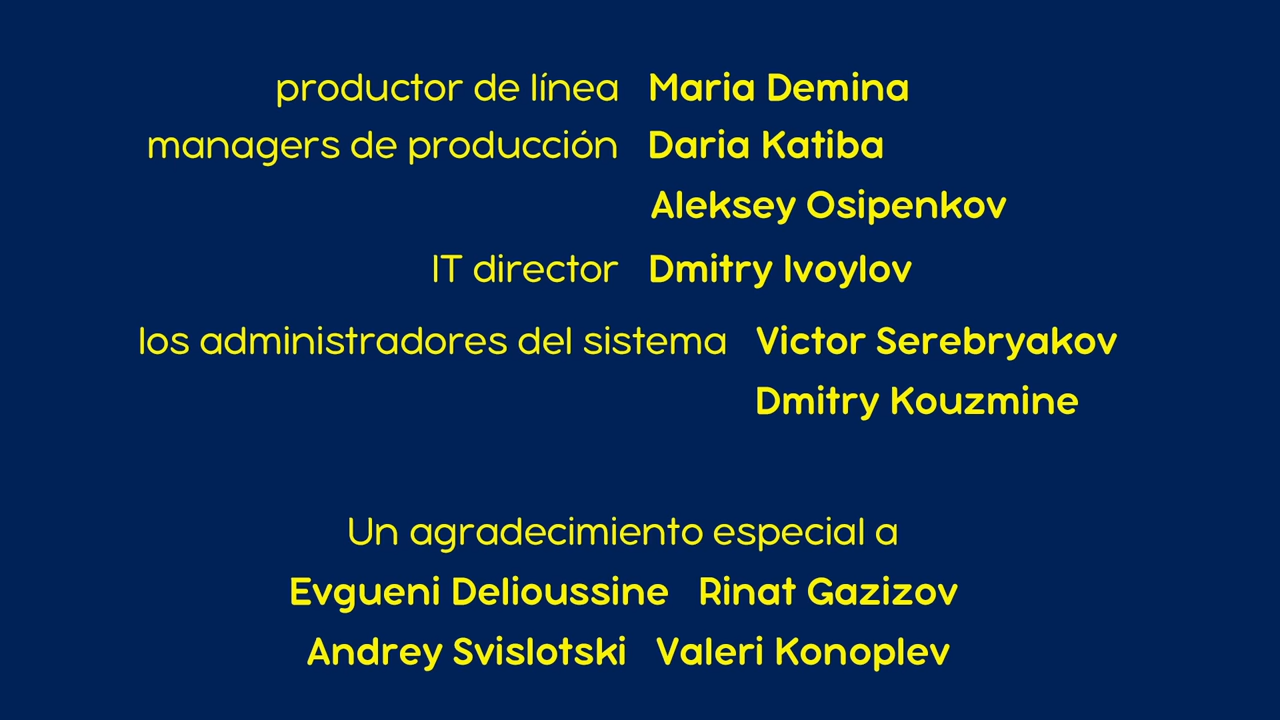 productor de línea Maria Demina
managers de producción Daria Katiba
Aleksey Osipenkov
IT director Dmitry Ivoylov
los administradores del sistema Victor Serebryakov
Dmitry Kouzmine
Un agradecimiento especial a
Evgueni Delioussine Rinat Gazizov
Andrey Svislotski Valeri Konoplev